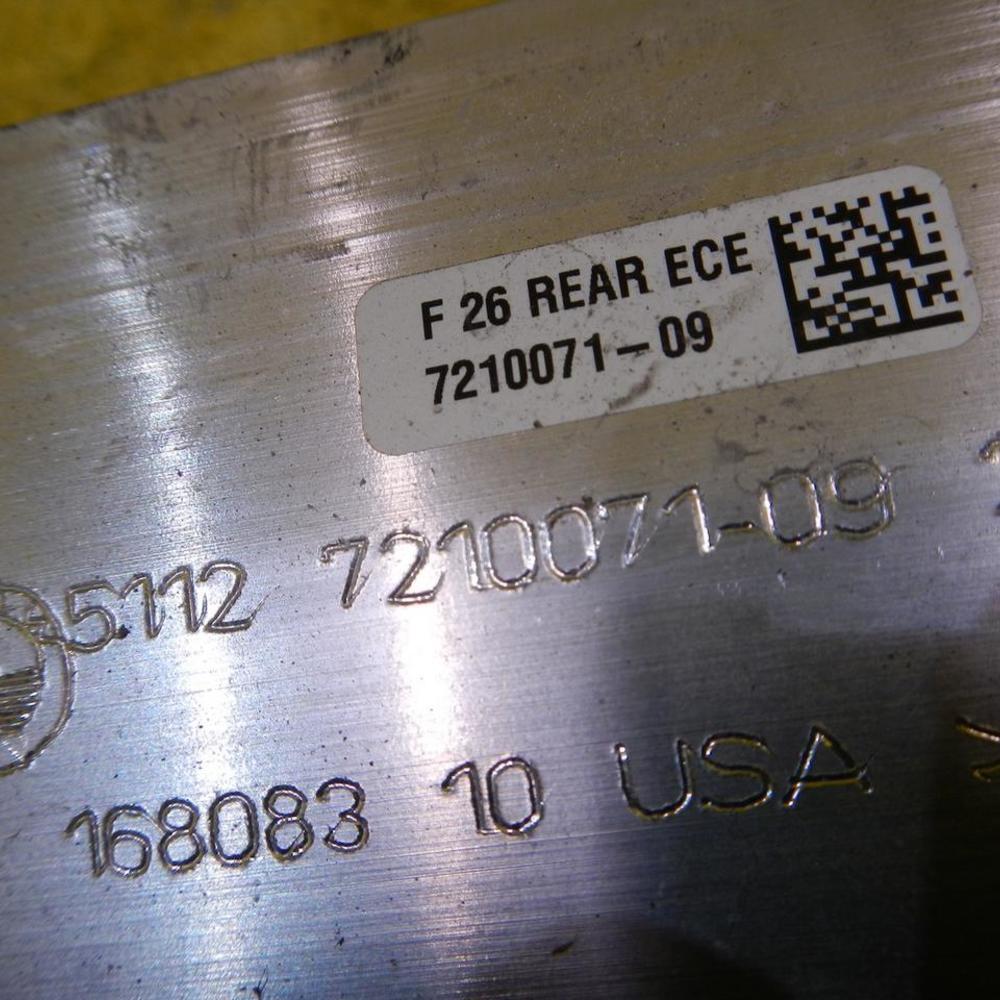 F 26 REAR ECE
7210071-09
5112 7210071-09
168083 10 USA